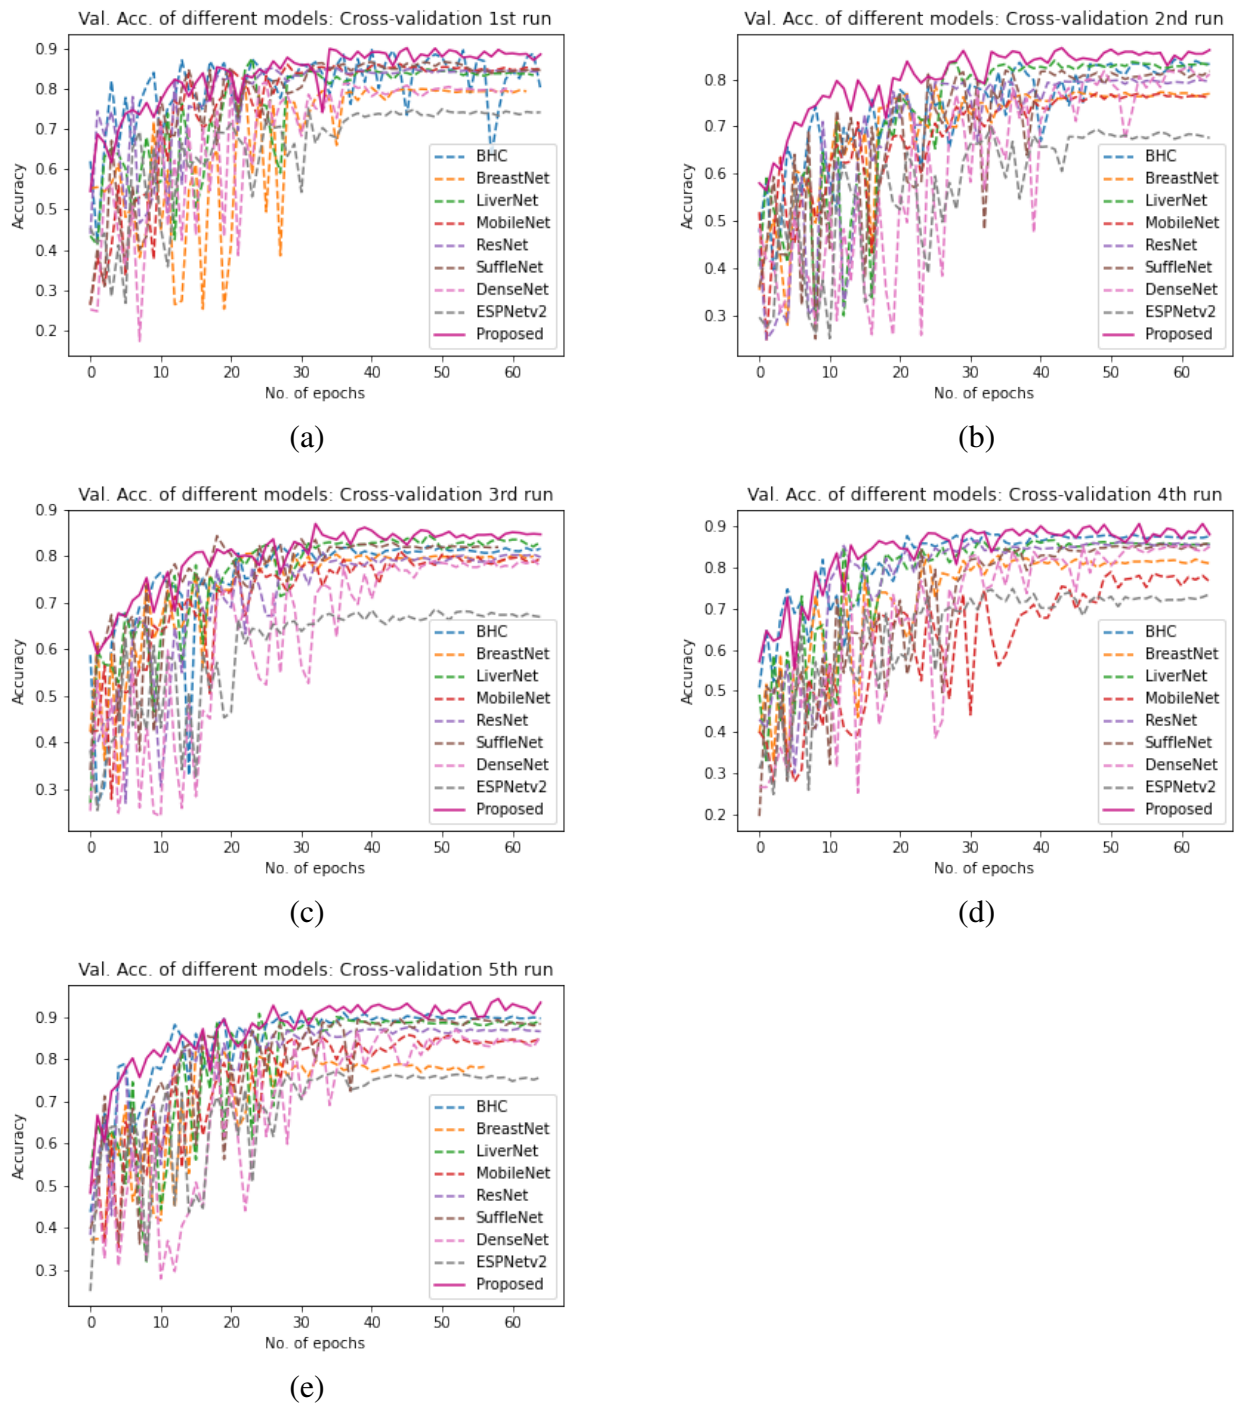 Val. Acc. of different models: Cross-validation 1st run
Accuracy
0.9
0.8
0.7
0.6
0.5
0.4
0.3
0.2
BHC
BreastNet
LiverNet
MobileNet
ResNet
SuffleNet
DenseNet
ESPNetv2
Proposed
0 10 20 30 40 50 60
No. of epochs
(a)
Val. Acc. of different models: Cross-validation 2nd run
Accuracy
0.8
0.7
0.6
0.5
0.4
0.3
BHC
BreastNet
LiverNet
MobileNet
ResNet
SuffleNet
DenseNet
ESPNetv2
Proposed
0 10 20 30 40 50 60
No. of epochs
(b)
Val. Acc. of different models: Cross-validation 3rd run
Accuracy
0.9
0.8
0.7
0.6
0.5
0.4
0.3
BHC
BreastNet
LiverNet
MobileNet
ResNet
SuffleNet
DenseNet
ESPNetv2
Proposed
0 10 20 30 40 50 60
No. of epochs
(c)
Val. Acc. of different models: Cross-validation 4th run
Accuracy
0.9
0.8
0.7
0.6
0.5
0.4
0.3
0.2
BHC
BreastNet
LiverNet
MobileNet
ResNet
SuffleNet
DenseNet
ESPNetv2
Proposed
0 10 20 30 40 50 60
No. of epochs
(d)
Val. Acc. of different models: Cross-validation 5th run
Accuracy
0.9
0.8
0.7
0.6
0.5
0.4
0.3
BHC
BreastNet
LiverNet
MobileNet
ResNet
SuffleNet
DenseNet
ESPNetv2
Proposed
0 10 20 30 40 50 60
No. of epochs
(e)